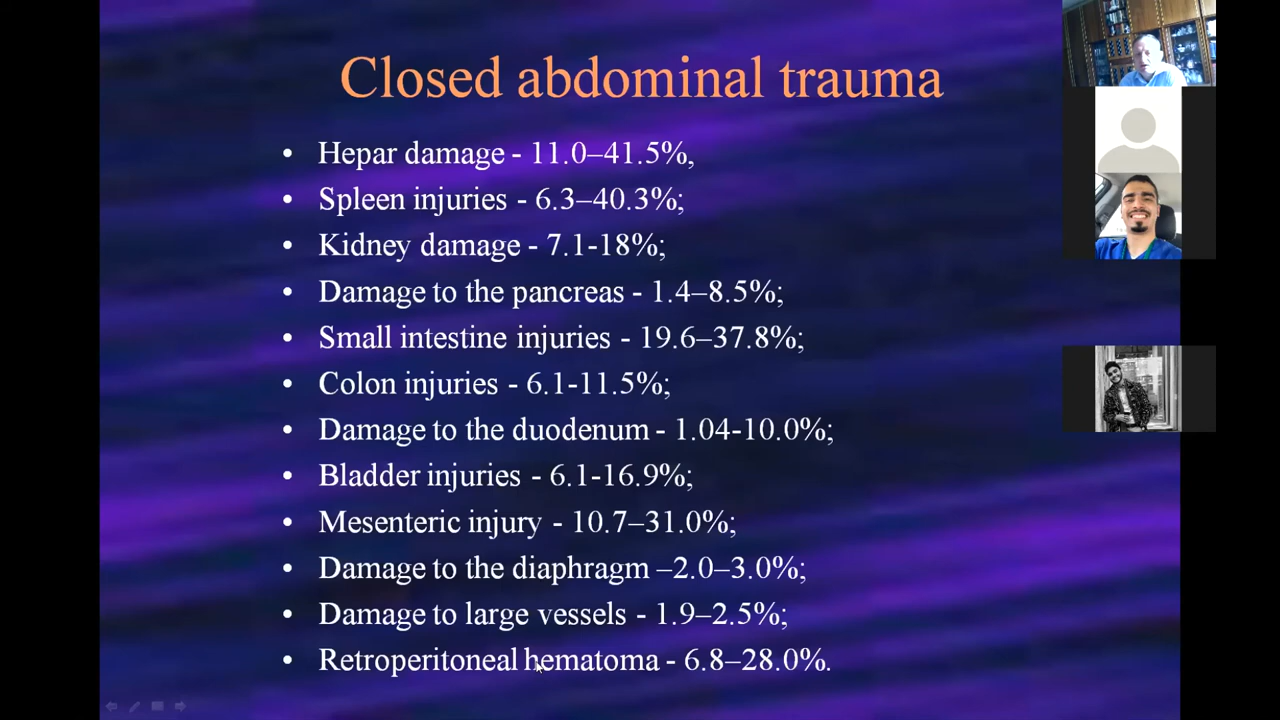 Closed abdominal trauma
• Hepar damage - 11.0–41.5%,
• Spleen injuries - 6.3–40.3%;
• Kidney damage - 7.1-18%;
• Damage to the pancreas - 1.4–8.5%;
• Small intestine injuries - 19.6–37.8%;
• Colon injuries - 6.1-11.5%;
• Damage to the duodenum - 1.04-10.0%;
• Bladder injuries - 6.1-16.9%;
• Mesenteric injury - 10.7–31.0%;
• Damage to the diaphragm –2.0–3.0%;
• Damage to large vessels - 1.9–2.5%;
• Retroperitoneal hematoma - 6.8–28.0%.